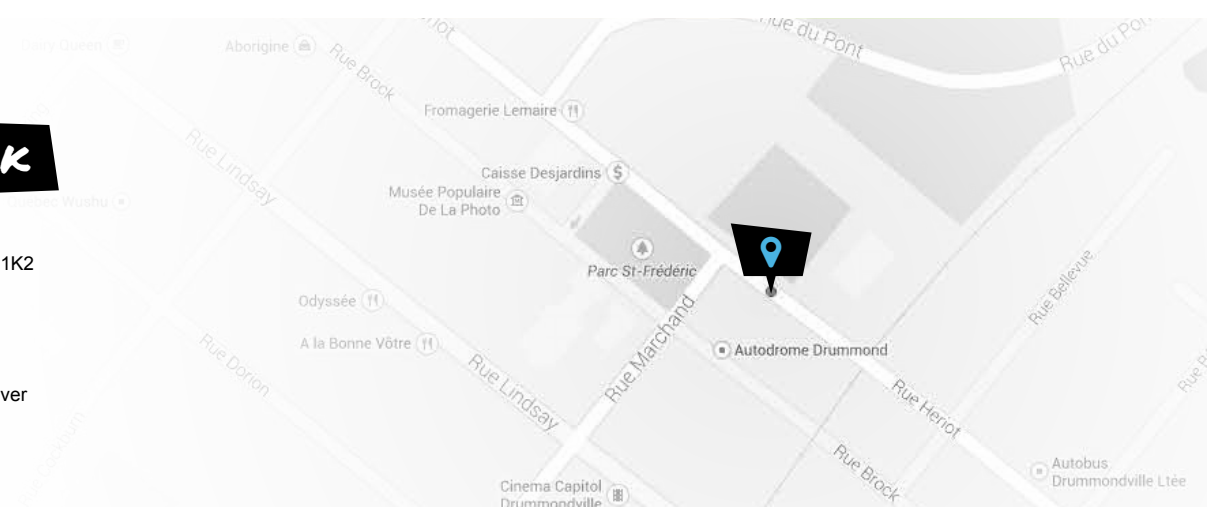 rue du Pont
Rue du Pont
Dairy Queen
Aborigine
Rue Brock
Fromagerie Lemaire
K
Rue Lindsay
Caisse Desjardins $
Musée Populaire
De La Photo
Québec Wushu
1K2
Parc St-Frédéric
Rue Bellevue
Odyssée
Rue Marchand
A la Bonne Vôtre
Autodrome Drummond
Rue Dorion
Rue Lindsay
Rue Heriot
ver
Rue Brock
Autobus
Drummondville Ltée
Cinema Capitol
Drummondville